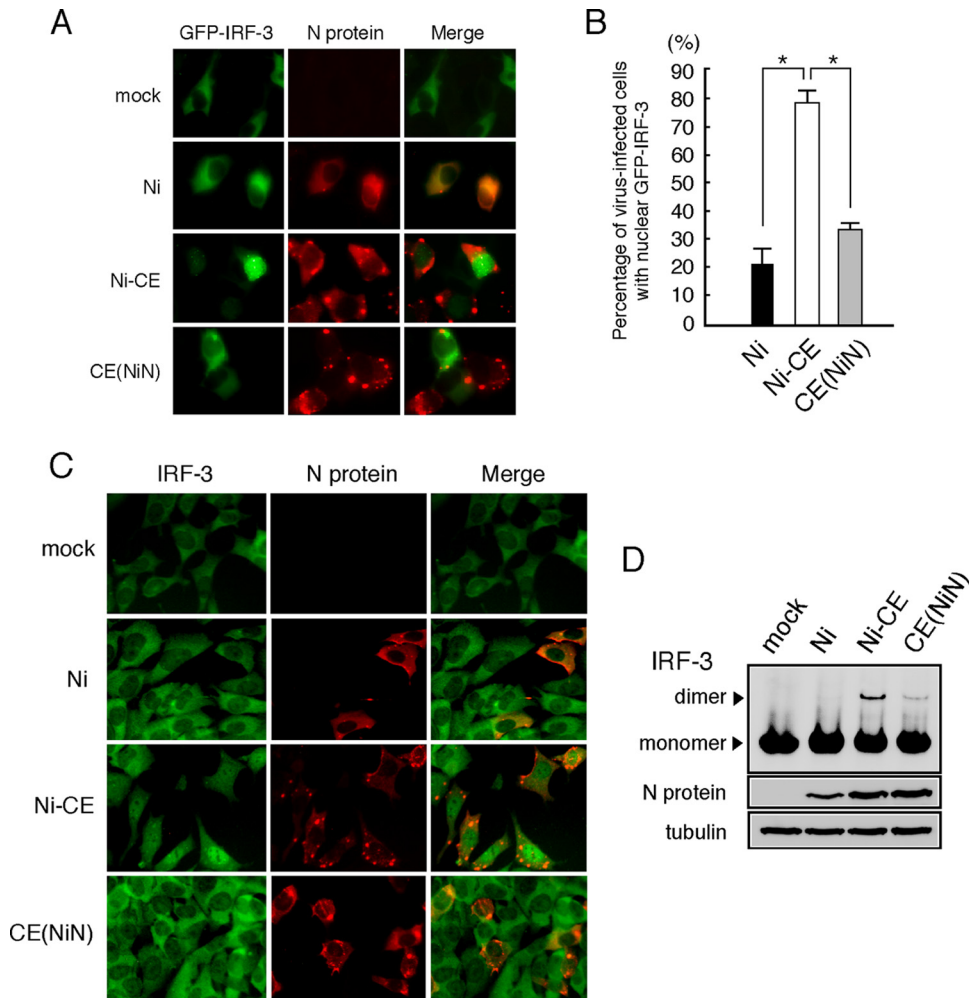 A
GFP-IRF-3 N protein Merge
mock
Ni
Ni-CE
CE(NiN)
B
(%)
Percentage of virus-infected cells
with nuclear GFP-IRF-3
90
80
70
60
50
40
30
20
10
0
* *
Ni
Ni-CE
CE(NiN)
C
IRF-3 N protein Merge
mock
Ni
Ni-CE
CE(NiN)
D
mock
Ni
Ni-CE
CE(NiN)
IRF-3
dimer
monomer
N protein
tubulin